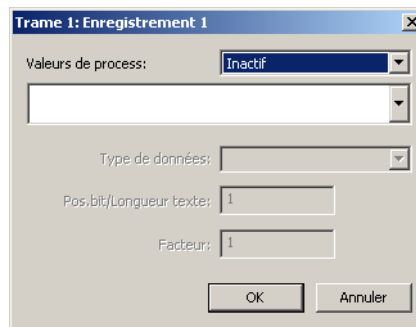 Trame 1: Enregistrement 1
Valeurs de process: Inactif
Type de données:
Pos.bit/Longueur texte: 1
Facteur: 1
OK Annuler